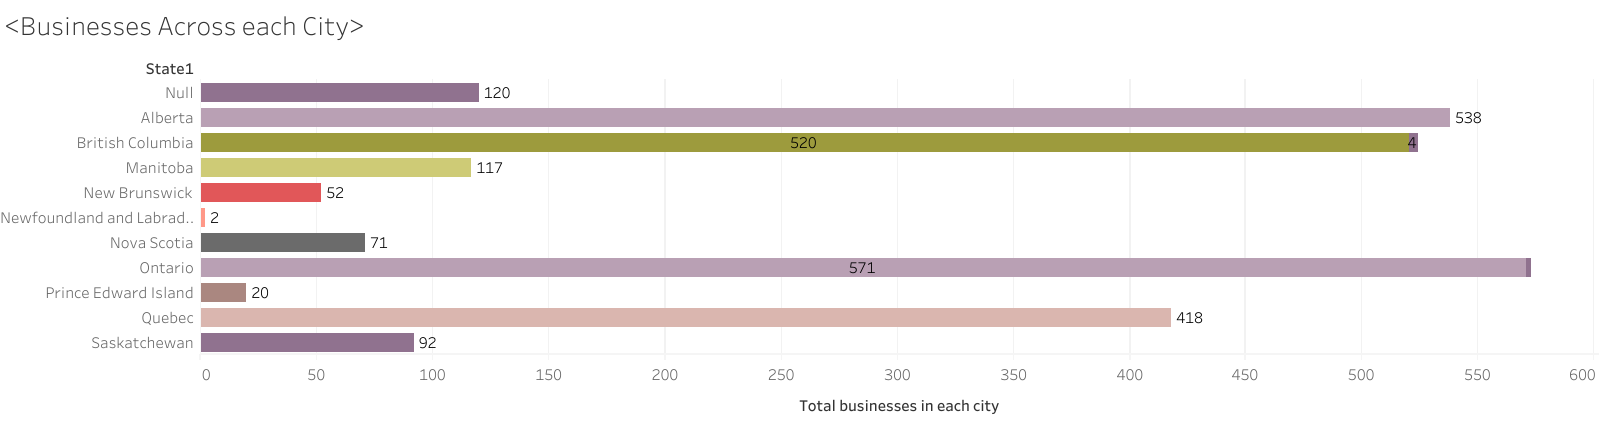 <Businesses Across each City>
State1
Null 120
Alberta 538
British Columbia 520 4
Manitoba 117
New Brunswick 52
Newfoundland and Labrad.. 2
Nova Scotia 71
Ontario 571
Prince Edward Island 20
Quebec 418
Saskatchewan 92
0 50 100 150 200 250 300 350 400 450 500 550 600
Total businesses in each city